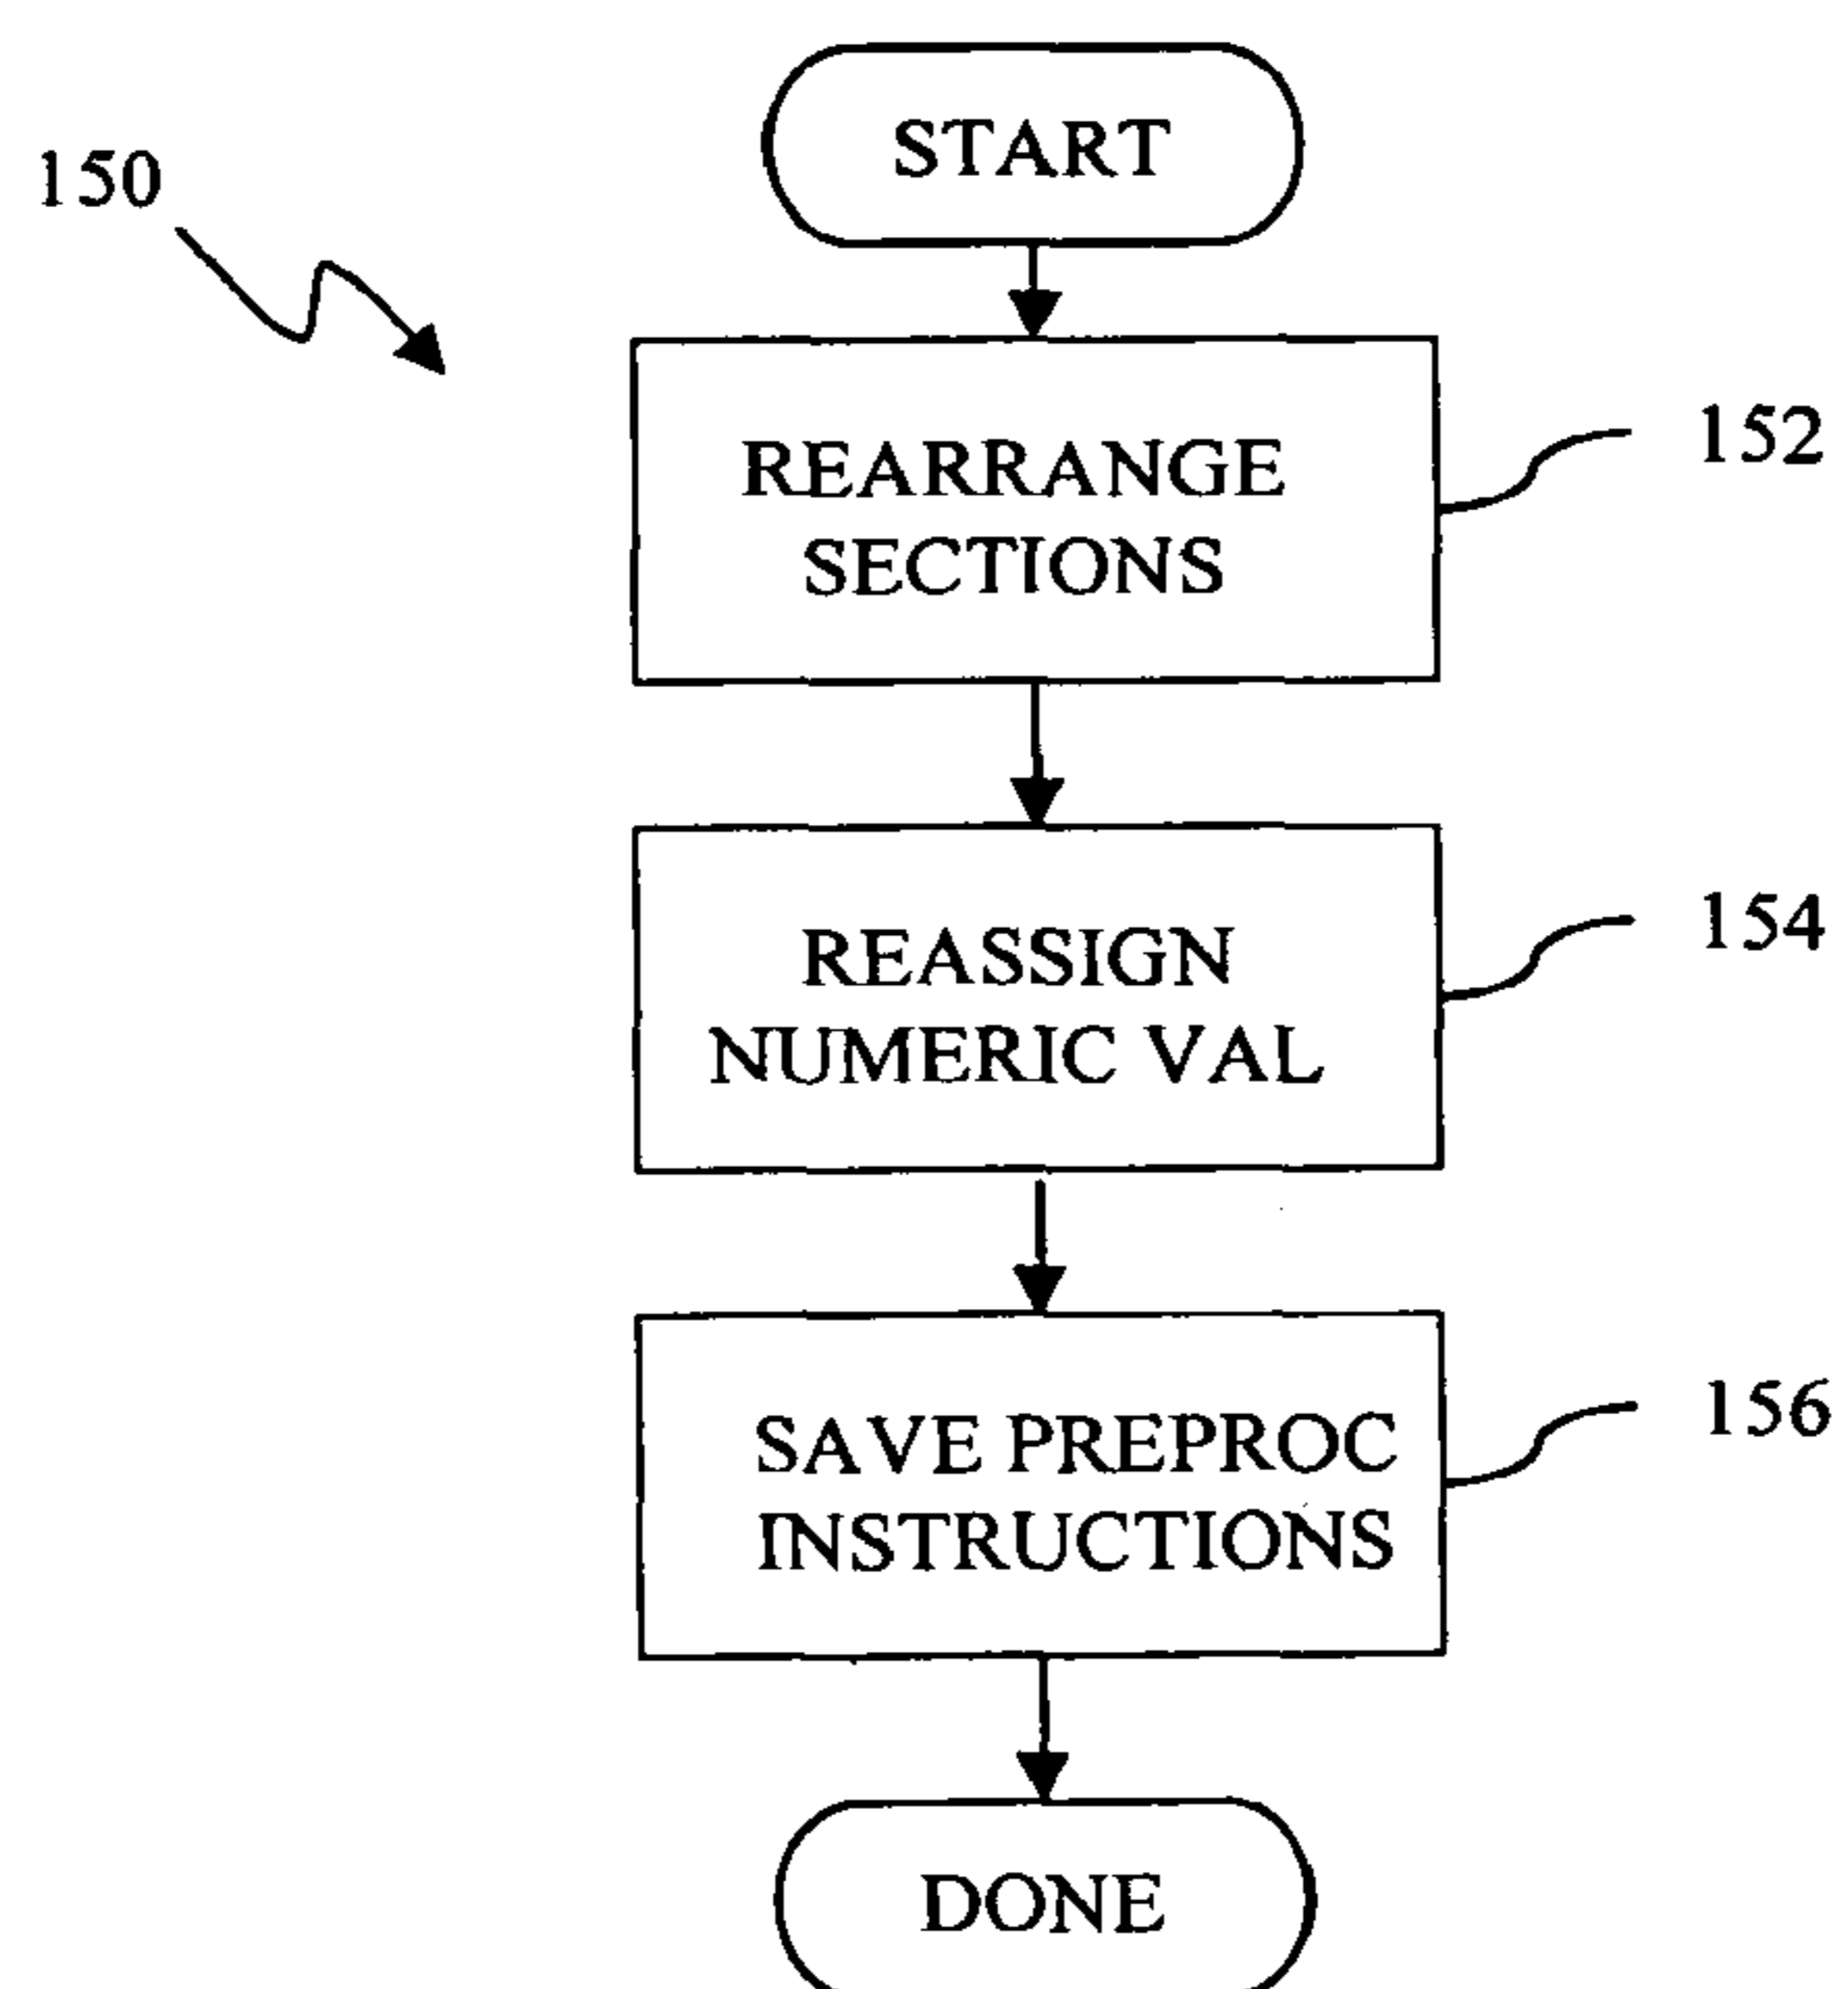 START
150
REARRANGE
SECTIONS
152
REASSIGN
NUMERIC VAL
154
SAVE PREPROC
INSTRUCTIONS
156
DONE